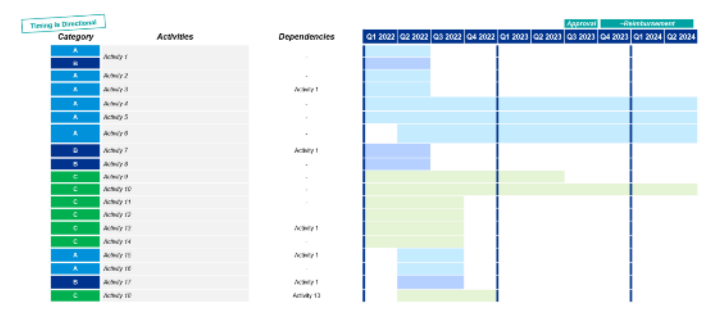 Timing is Directional
Approval ~Reimbursement
Category Activities Dependencies Q1 2022 Q2 2022 Q3 2022 Q4 2022 Q1 2023 Q2 2023 Q3 2023 Q4 2023 Q1 2024 Q2 2024
A Activity 1 -
B
A Activity 2 -
A Activity 3 Activity 1
A Activity 4 -
A Activity 5 -
A Activity 6 -
B Activity 7 Activity 1
B Activity 8 -
C Activity 9 -
C Activity 10 -
C Activity 11 -
C Activity 12
C Activity 13 Activity 1
C Activity 14 -
A Activity 15 Activity 1
A Activity 16 -
B Activity 17 Activity 1
C Activity 18 Activity 13